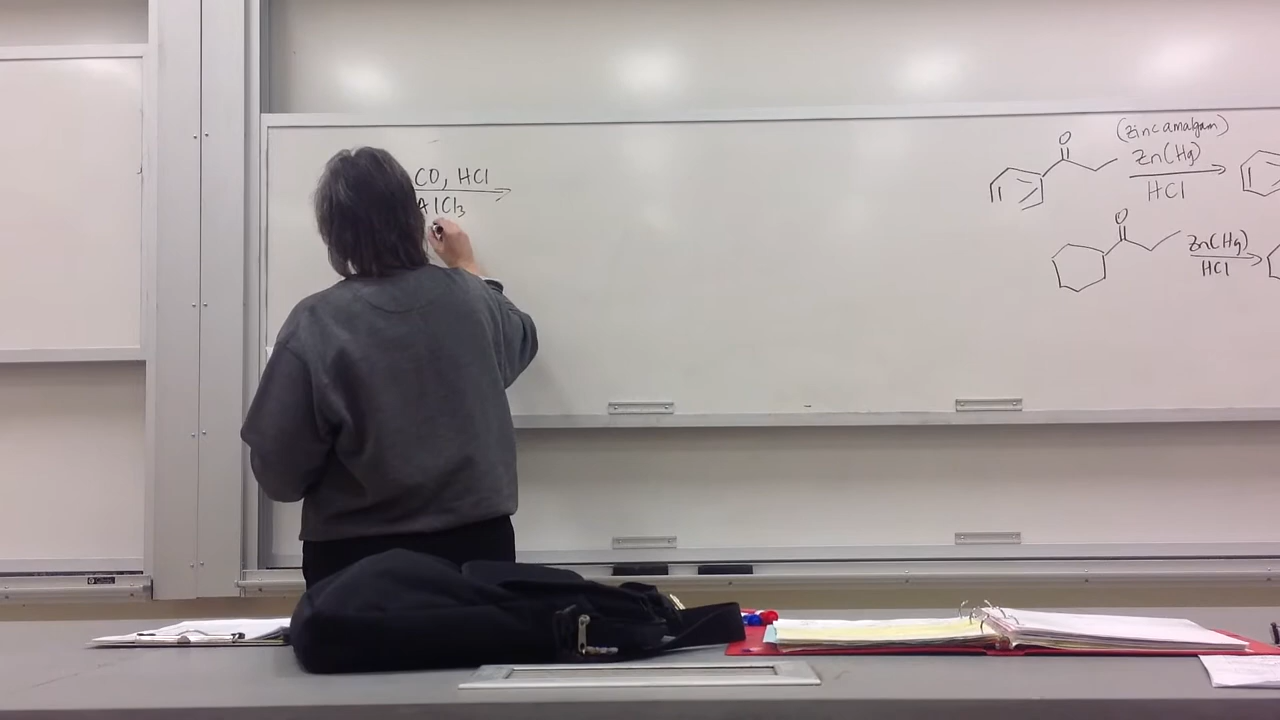 CO, HCl
AlCl₃
(zinc amalgam)
O
Zn(Hg)
HCl
O
Zn(Hg)
HCl